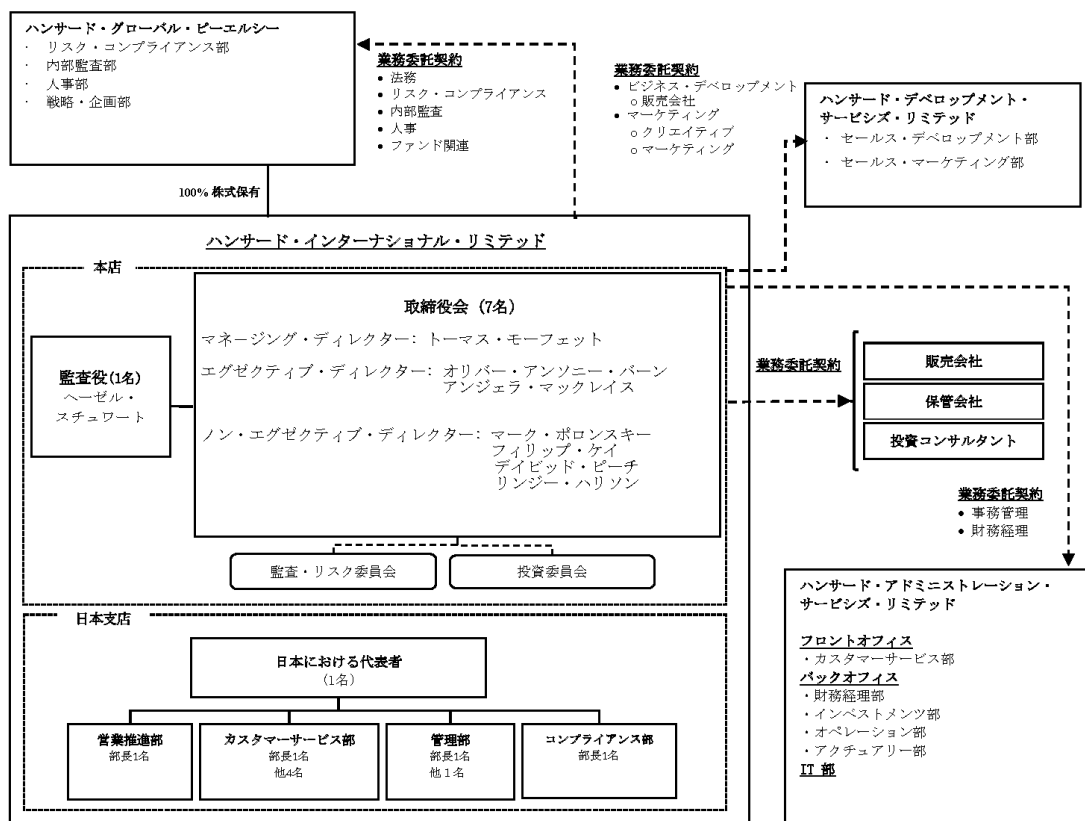 ハンサード・グローバル・ピーエルシー
· リスク・コンプライアンス部
· 内部監査部
· 人事部
· 戦略・企画部
業務委託契約
● 法務
● リスク・コンプライアンス
● 内部監査
● 人事
● ファンド関連
業務委託契約
● ビジネス・デベロップメント
○ 販売会社
● マーケティング
○ クリエイティブ
○ マーケティング
ハンサード・デベロップメント・
サービシズ・リミテッド
· セールス・デベロップメント部
· セールス・マーケティング部
100% 株式保有
ハンサード・インターナショナル・リミテッド
本店
取締役会 (7名)
マネージング・ディレクター: トーマス・モーフェット
エグゼクティブ・ディレクター: オリバー・アンソニー・バーン
アンジェラ・マックレイス
ノン・エグゼクティブ・ディレクター: マーク・ポロンスキー
フィリップ・ケイ
デイビッド・ピーチ
リンジー・ハリソン
監査役(1名)
ヘーゼル・
スチュワート
監査・リスク委員会
投資委員会
業務委託契約
販売会社
保管会社
投資コンサルタント
業務委託契約
● 事務管理
● 財務経理
ハンサード・アドミニストレーション・
サービシズ・リミテッド
フロントオフィス
・カスタマーサービス部
バックオフィス
・財務経理部
・インベストメンツ部
・オペレーション部
・アクチュアリー部
IT 部
日本支店
日本における代表者
(1名)
営業推進部
部長1名
カスタマーサービス部
部長1名
他4名
管理部
部長1名
他１名
コンプライアンス部
部長1名